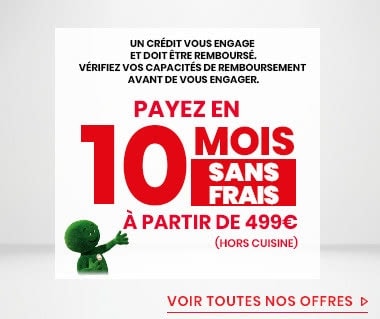 UN CRÉDIT VOUS ENGAGE
ET DOIT ÊTRE REMBOURSÉ.
VÉRIFIEZ VOS CAPACITÉS DE REMBOURSEMENT
AVANT DE VOUS ENGAGER.
PAYEZ EN
10 MOIS
SANS
FRAIS
À PARTIR DE 499€
(HORS CUISINE)
VOIR TOUTES NOS OFFRES